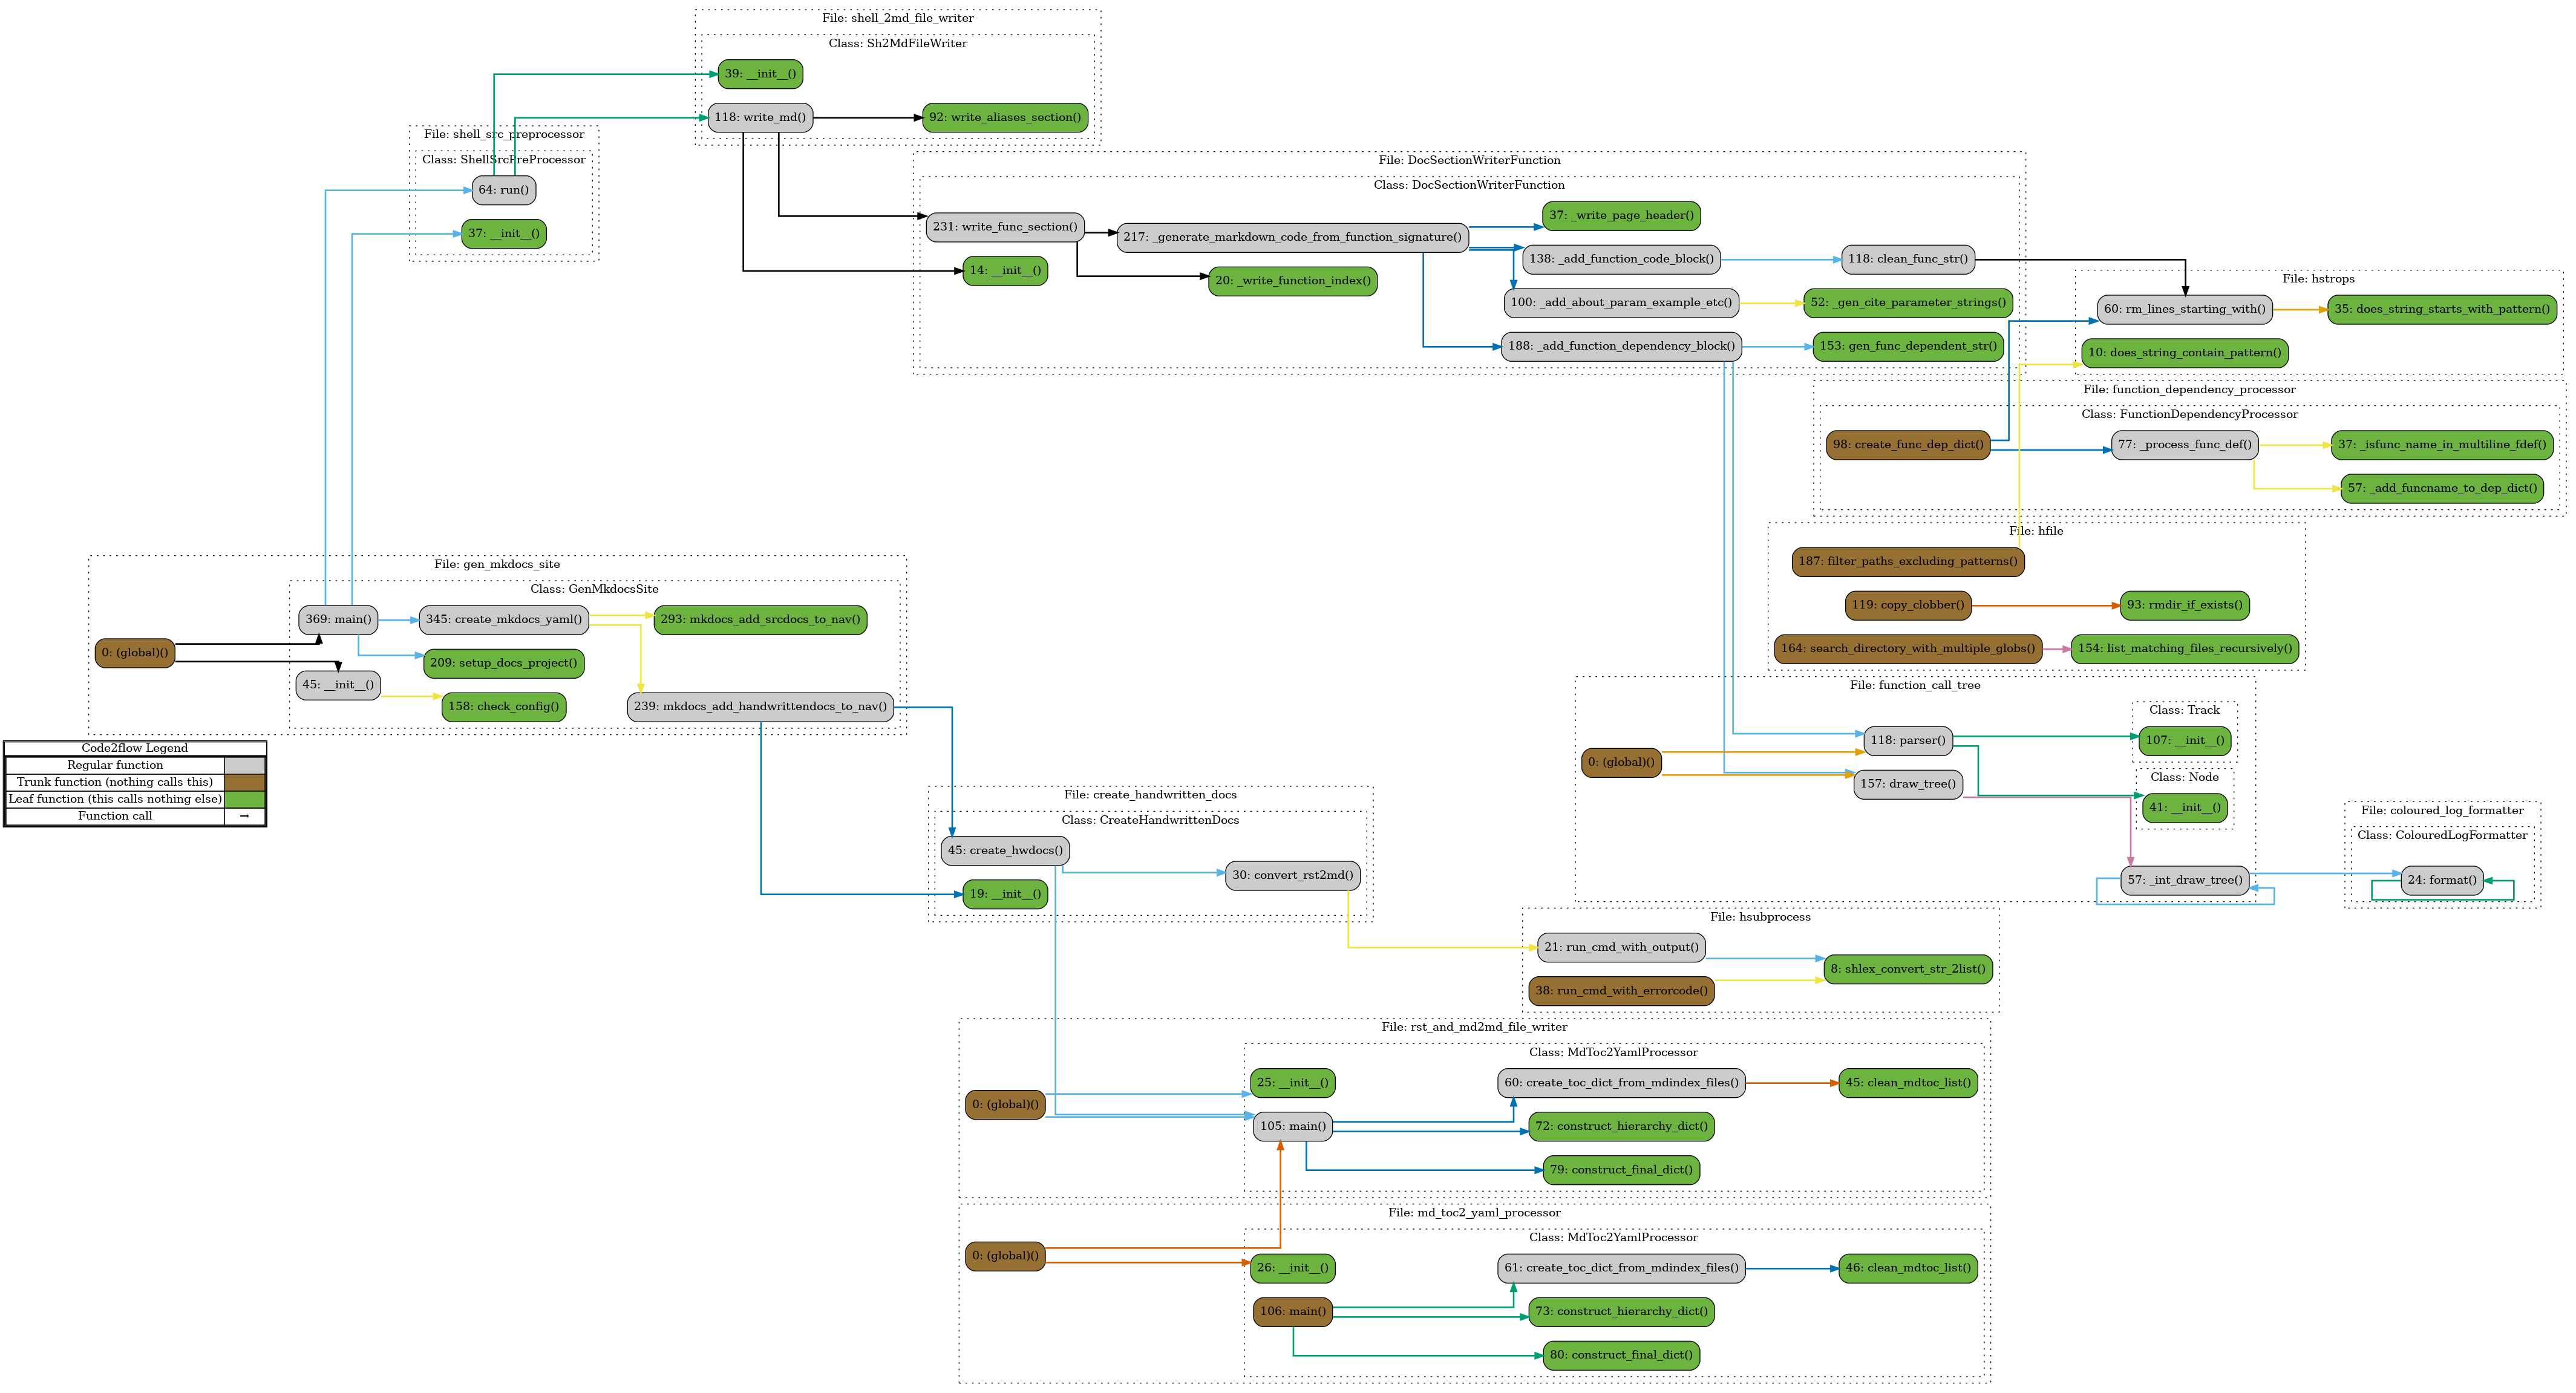 File: shell_2md_file_writer
Class: Sh2MdFileWriter
39: __init__()
118: write_md()
92: write_aliases_section()
File: shell_src_preprocessor
Class: ShellSrcPreProcessor
64: run()
37: __init__()
File: DocSectionWriterFunction
Class: DocSectionWriterFunction
231: write_func_section()
14: __init__()
217: _generate_markdown_code_from_function_signature()
20: _write_function_index()
37: _write_page_header()
138: _add_function_code_block()
100: _add_about_param_example_etc()
188: _add_function_dependency_block()
118: clean_func_str()
52: _gen_cite_parameter_strings()
153: gen_func_dependent_str()
File: hstrops
60: rm_lines_starting_with()
35: does_string_starts_with_pattern()
10: does_string_contain_pattern()
File: function_dependency_processor
Class: FunctionDependencyProcessor
98: create_func_dep_dict()
77: _process_func_def()
37: _isfunc_name_in_multiline_fdef()
57: _add_funcname_to_dep_dict()
File: hfile
187: filter_paths_excluding_patterns()
119: copy_clobber()
93: rmdir_if_exists()
164: search_directory_with_multiple_globs()
154: list_matching_files_recursively()
File: gen_mkdocs_site
Class: GenMkdocsSite
0: (global)()
369: main()
45: __init__()
345: create_mkdocs_yaml()
209: setup_docs_project()
158: check_config()
293: mkdocs_add_srcdocs_to_nav()
239: mkdocs_add_handwrittendocs_to_nav()
Code2flow Legend
Regular function
Trunk function (nothing calls this)
Leaf function (this calls nothing else)
Function call ➞
File: function_call_tree
0: (global)()
118: parser()
157: draw_tree()
Class: Track
107: __init__()
Class: Node
41: __init__()
57: _int_draw_tree()
File: coloured_log_formatter
Class: ColouredLogFormatter
24: format()
File: create_handwritten_docs
Class: CreateHandwrittenDocs
45: create_hwdocs()
30: convert_rst2md()
19: __init__()
File: hsubprocess
21: run_cmd_with_output()
38: run_cmd_with_errorcode()
8: shlex_convert_str_2list()
File: rst_and_md2md_file_writer
Class: MdToc2YamlProcessor
0: (global)()
25: __init__()
105: main()
60: create_toc_dict_from_mdindex_files()
72: construct_hierarchy_dict()
79: construct_final_dict()
45: clean_mdtoc_list()
File: md_toc2_yaml_processor
Class: MdToc2YamlProcessor
0: (global)()
26: __init__()
106: main()
61: create_toc_dict_from_mdindex_files()
73: construct_hierarchy_dict()
80: construct_final_dict()
46: clean_mdtoc_list()